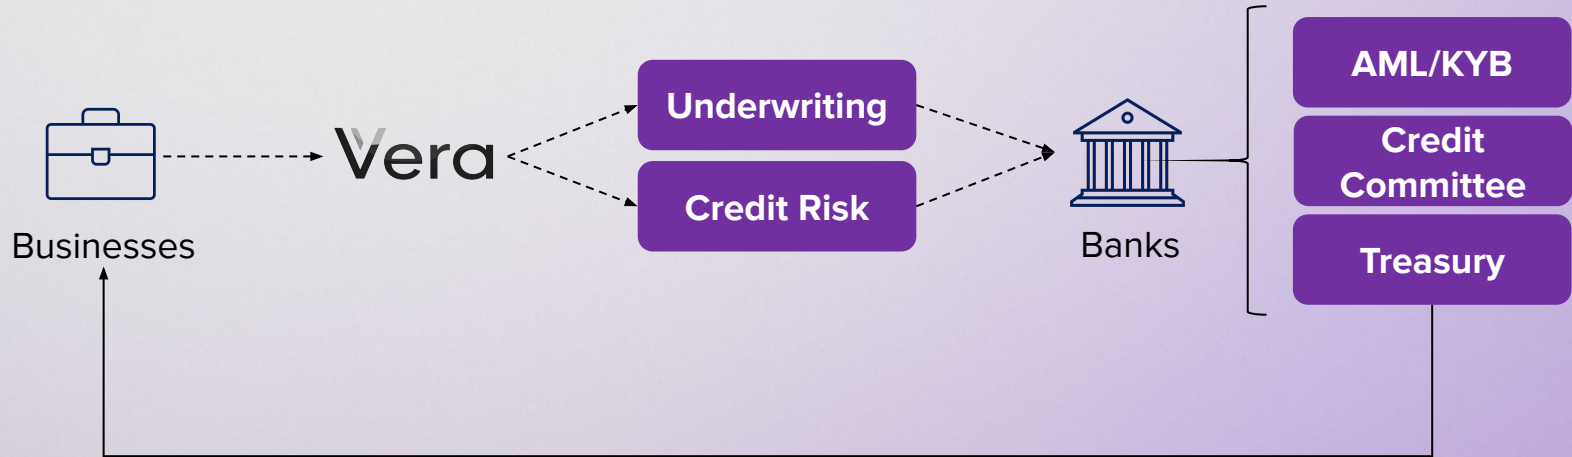 Businesses
Vera
Underwriting
Credit Risk
Banks
AML/KYB
Credit
Committee
Treasury